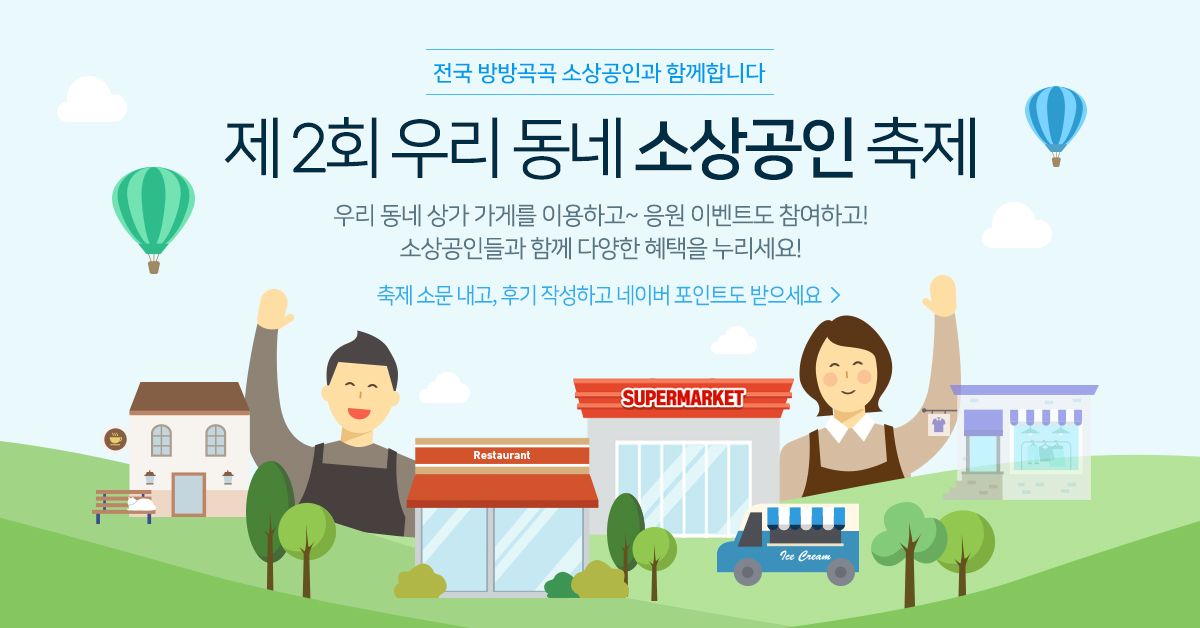 전국 방방곡곡 소상공인과 함께합니다
제 2회 우리 동네 소상공인 축제
우리 동네 상가 가게를 이용하고~ 응원 이벤트도 참여하고!
소상공인들과 함께 다양한 혜택을 누리세요!
축제 소문 내고, 후기 작성하고 네이버 포인트도 받으세요 >
SUPERMARKET
Restaurant
Ice Cream